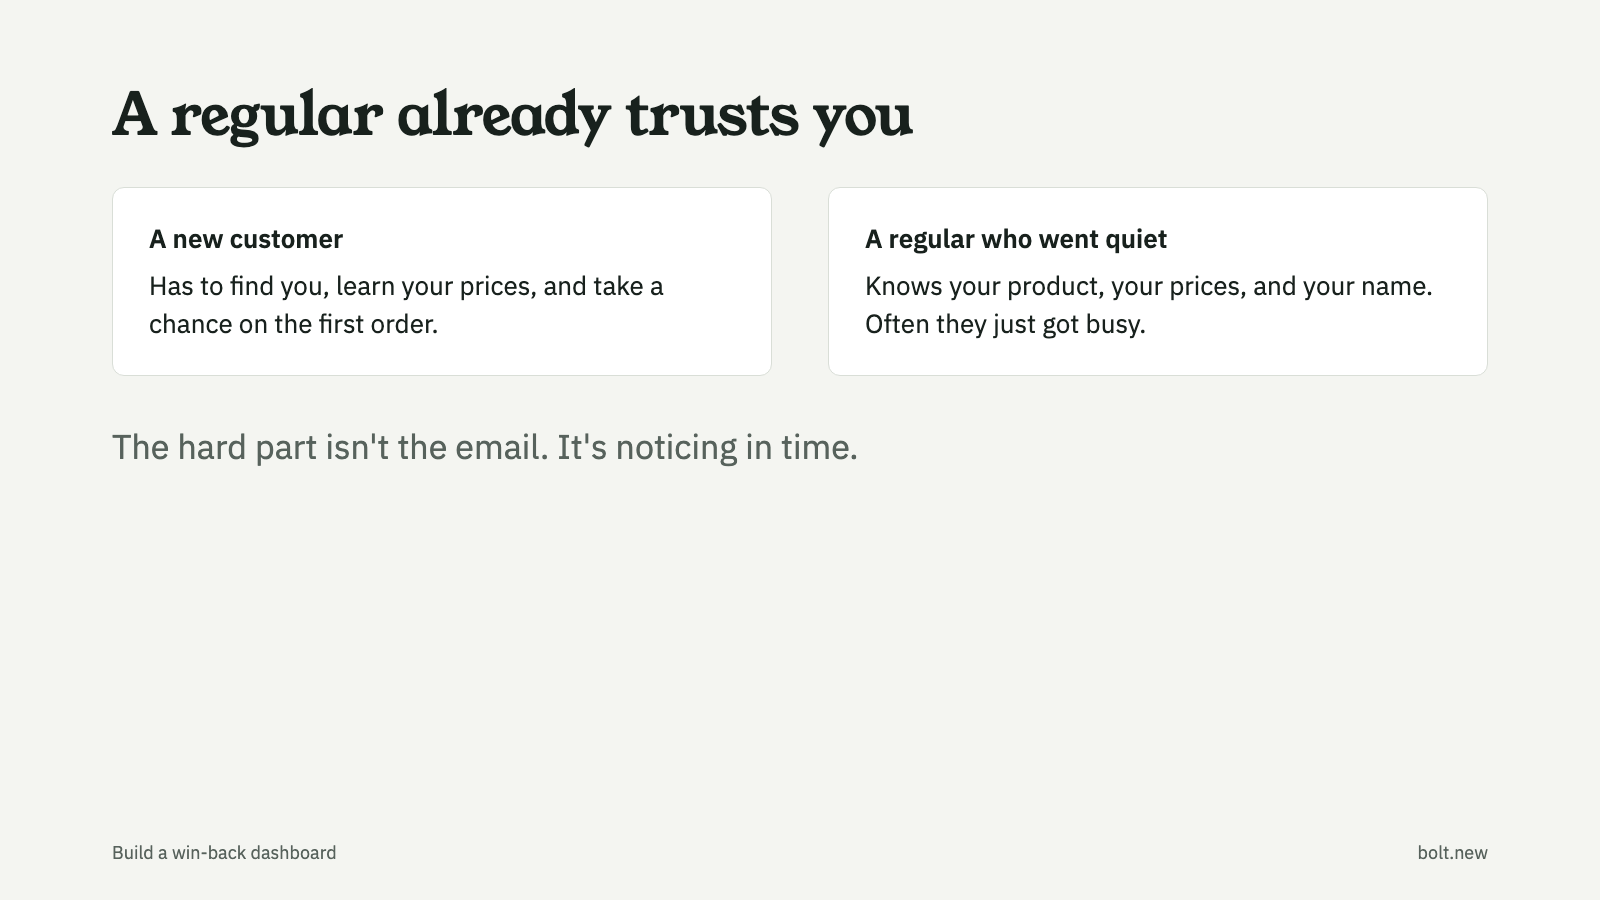 A regular already trusts you
A new customer
Has to find you, learn your prices, and take a
chance on the first order.
A regular who went quiet
Knows your product, your prices, and your name.
Often they just got busy.
The hard part isn't the email. It's noticing in time.
Build a win-back dashboard
bolt.new